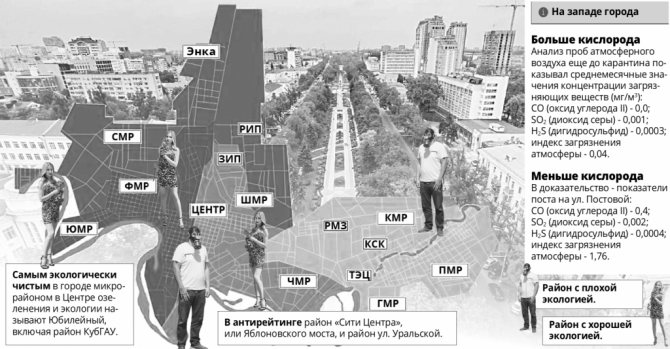 На западе города
Больше кислорода
Анализ проб атмосферного
воздуха еще до карантина по-
казывал среднемесячные зна-
чения концентрации загряз-
няющих веществ (мг/м³):
CO (оксид углерода II) - 0,0;
SO₂ (диоксид серы) - 0,001;
H₂S (дигидросульфид) - 0,0003;
индекс загрязнения
атмосферы - 0,04.
Меньше кислорода
В доказательство - показатели
поста на ул. Постовой:
CO (оксид углерода II) - 0,4;
SO₂ (диоксид серы) - 0,002;
H₂S (дигидросульфид) - 0,0004;
индекс загрязнения
атмосферы - 1,76.
Энка
СМР
РИП
ЗИП
ФМР
ШМР
ЦЕНТР
ЮМР
РМЗ
КМР
КСК
ТЭЦ
ПМР
ЧМР
ГМР
Самым экологически
чистым в городе микро-
районом в Центре озе-
ленения и экологии на-
зывают Юбилейный,
включая район КубГАУ.
В антирейтинге район «Сити Центра»,
или Яблоновского моста, и район ул. Уральской.
Район с плохой
экологией.
Район с хорошей
экологией.